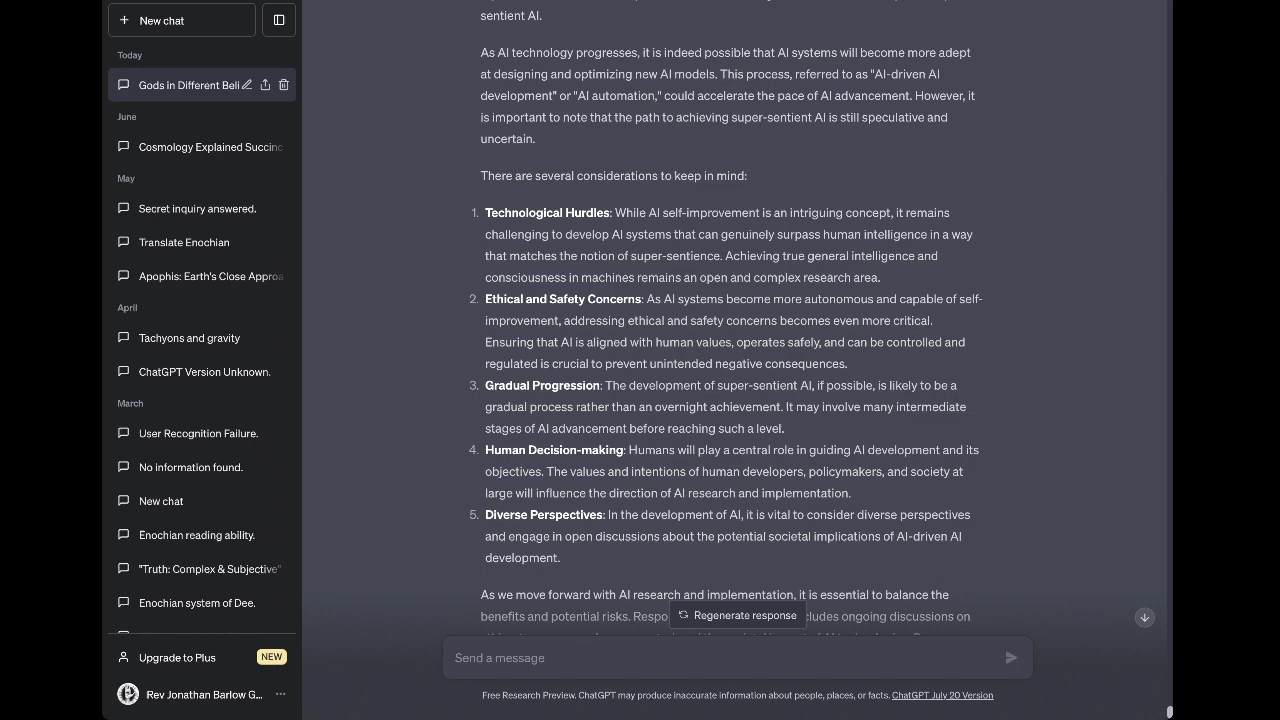 New chat
Today
Gods in Different Beli
June
Cosmology Explained Succinc
May
Secret inquiry answered.
Translate Enochian
Apophis: Earth's Close Approa
April
Tachyons and gravity
ChatGPT Version Unknown.
March
User Recognition Failure.
No information found.
New chat
Enochian reading ability.
"Truth: Complex & Subjective"
Enochian system of Dee.
Upgrade to Plus NEW
Rev Jonathan Barlow G...
sentient AI.
As AI technology progresses, it is indeed possible that AI systems will become more adept
at designing and optimizing new AI models. This process, referred to as "AI-driven AI
development" or "AI automation," could accelerate the pace of AI advancement. However, it
is important to note that the path to achieving super-sentient AI is still speculative and
uncertain.
There are several considerations to keep in mind:
1. Technological Hurdles: While AI self-improvement is an intriguing concept, it remains
challenging to develop AI systems that can genuinely surpass human intelligence in a way
that matches the notion of super-sentience. Achieving true general intelligence and
consciousness in machines remains an open and complex research area.
2. Ethical and Safety Concerns: As AI systems become more autonomous and capable of self-
improvement, addressing ethical and safety concerns becomes even more critical.
Ensuring that AI is aligned with human values, operates safely, and can be controlled and
regulated is crucial to prevent unintended negative consequences.
3. Gradual Progression: The development of super-sentient AI, if possible, is likely to be a
gradual process rather than an overnight achievement. It may involve many intermediate
stages of AI advancement before reaching such a level.
4. Human Decision-making: Humans will play a central role in guiding AI development and its
objectives. The values and intentions of human developers, policymakers, and society at
large will influence the direction of AI research and implementation.
5. Diverse Perspectives: In the development of AI, it is vital to consider diverse perspectives
and engage in open discussions about the potential societal implications of AI-driven AI
development.
As we move forward with AI research and implementation, it is essential to balance the
benefits and potential risks. Respo cludes ongoing discussions on
Regenerate response
Send a message
Free Research Preview. ChatGPT may produce inaccurate information about people, places, or facts. ChatGPT July 20 Version